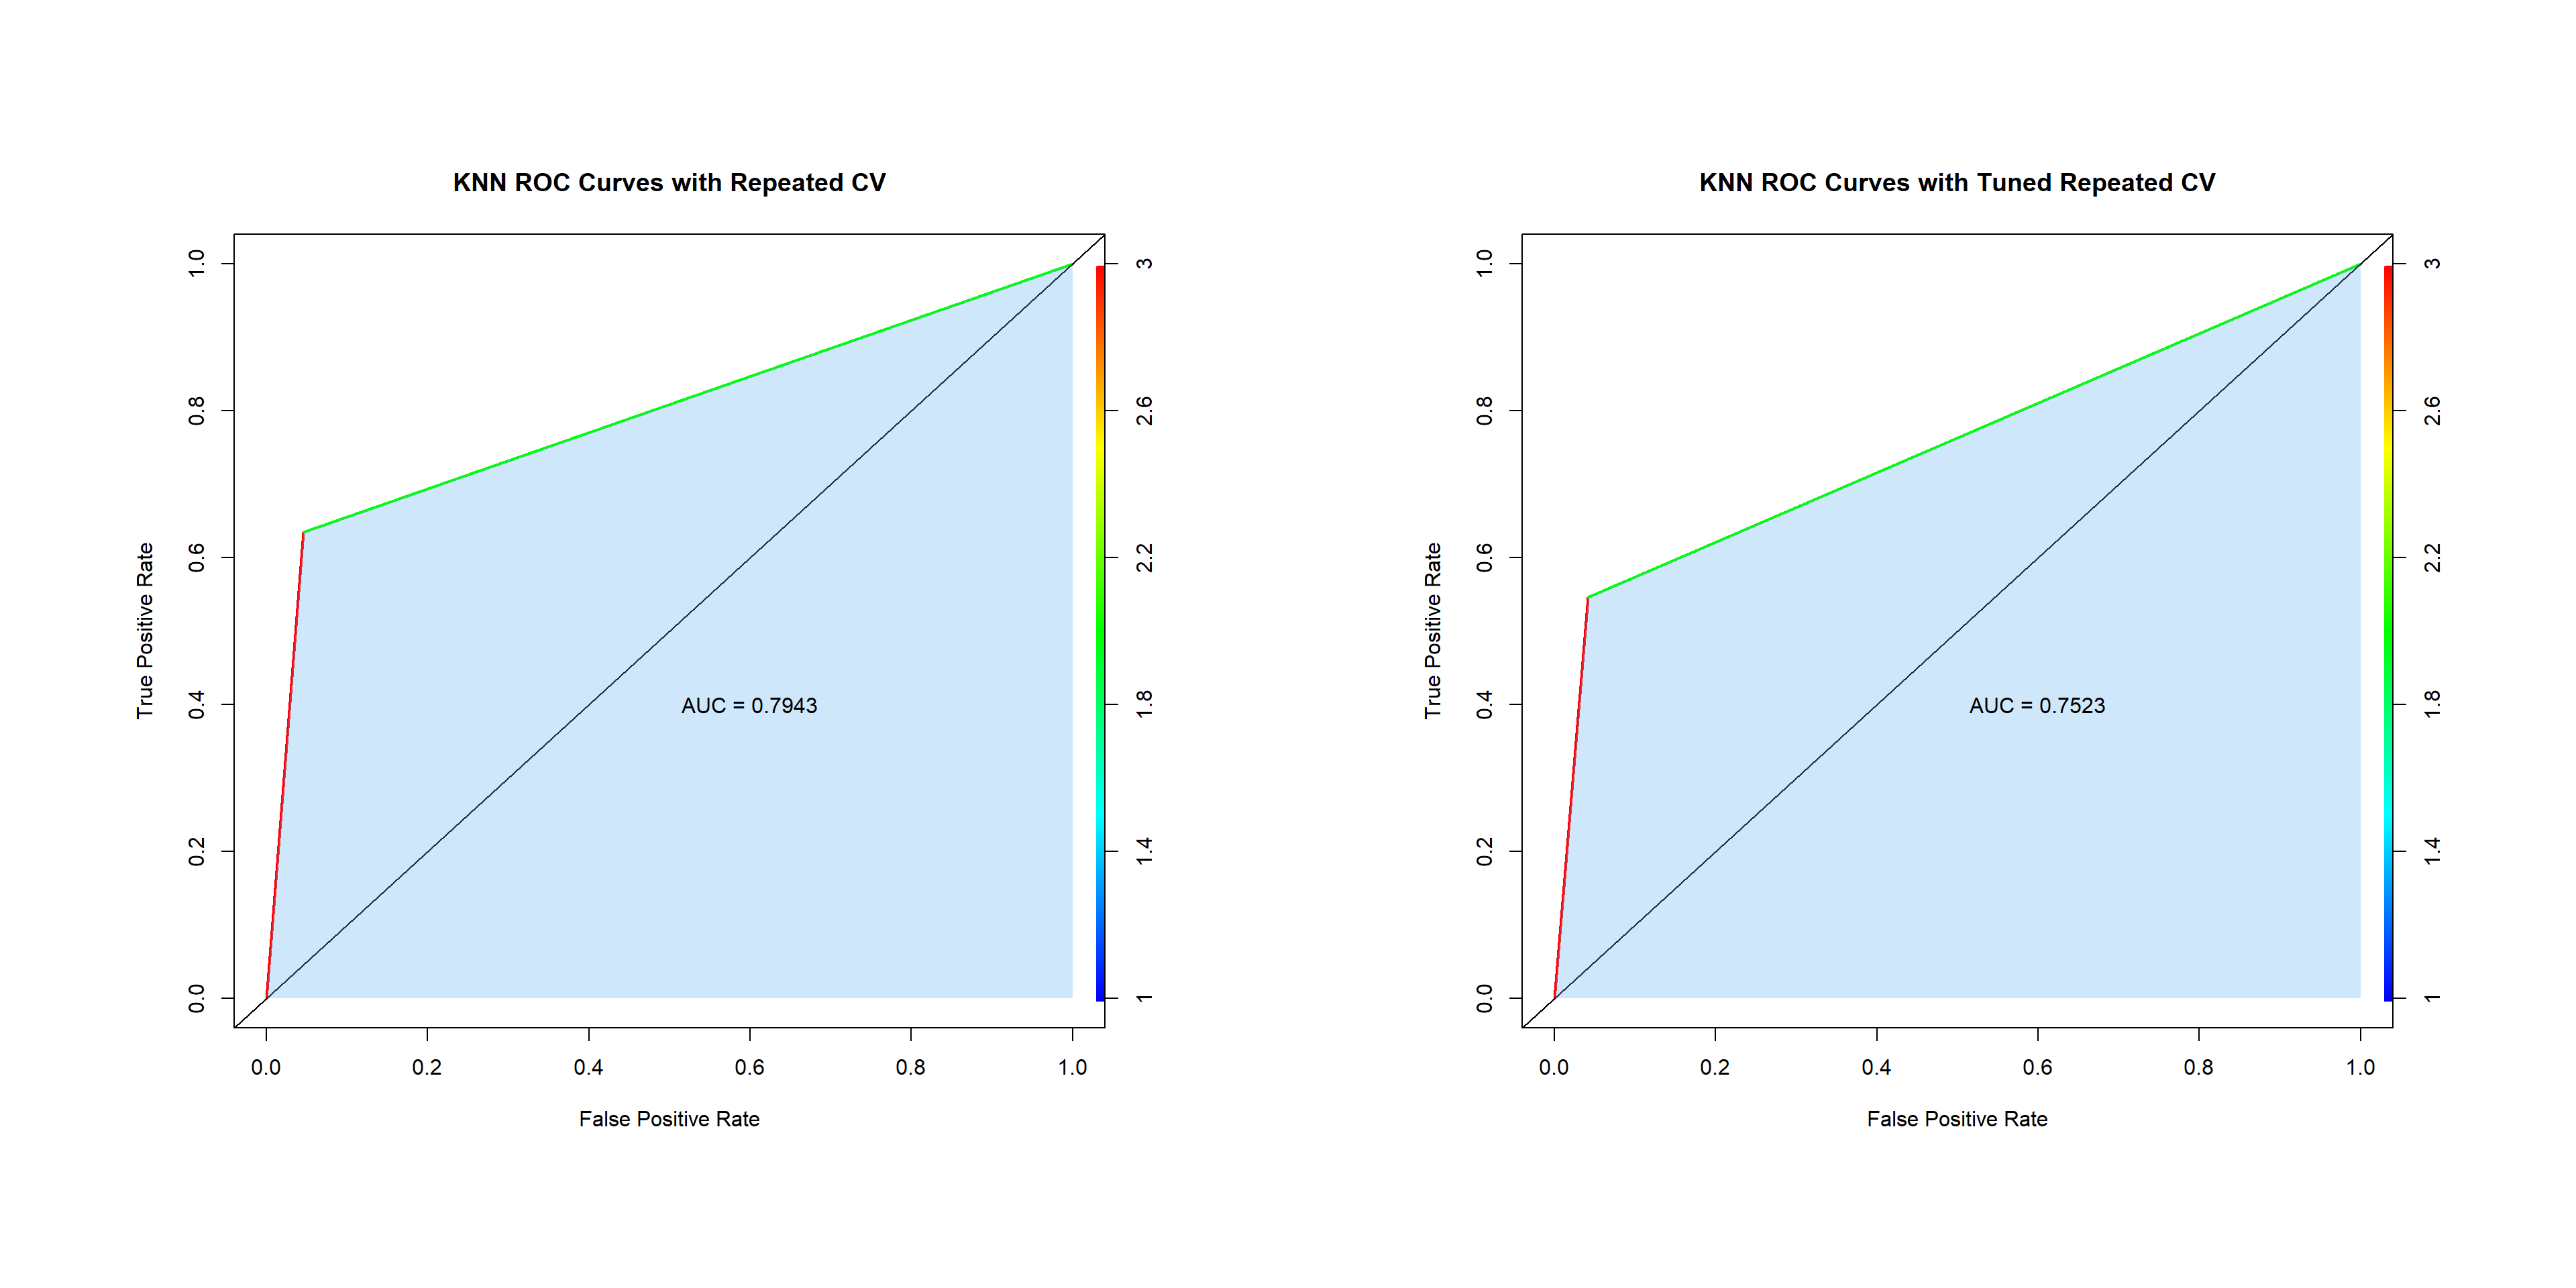 KNN ROC Curves with Repeated CV
True Positive Rate
1.0
0.8
0.6
0.4
0.2
0.0
AUC = 0.7943
3
2.6
2.2
1.8
1.4
1
0.0 0.2 0.4 0.6 0.8 1.0
False Positive Rate
KNN ROC Curves with Tuned Repeated CV
True Positive Rate
1.0
0.8
0.6
0.4
0.2
0.0
AUC = 0.7523
3
2.6
2.2
1.8
1.4
1
0.0 0.2 0.4 0.6 0.8 1.0
False Positive Rate